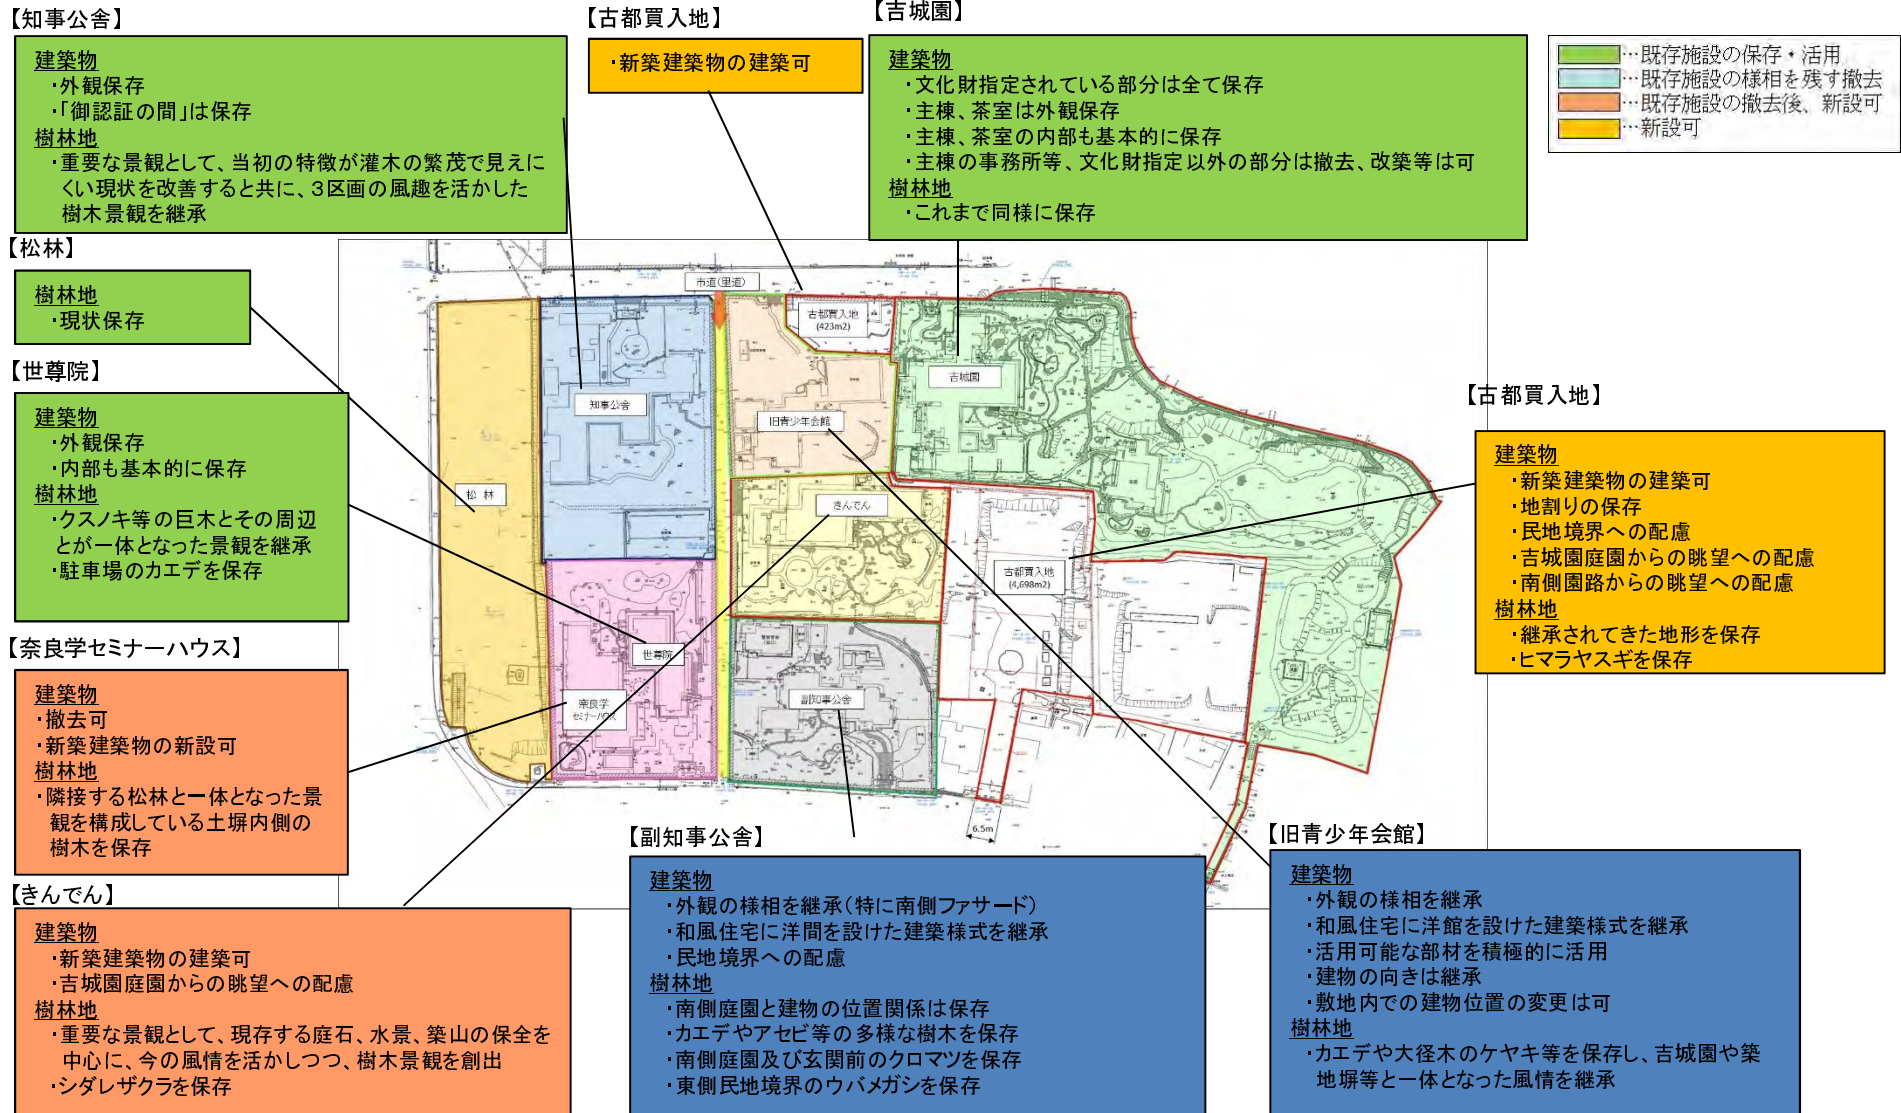 【知事公舎】
建築物
・外観保存
・「御認証の間」は保存
樹林地
・重要な景観として、当初の特徴が灌木の繁茂で見えに
くい現状を改善すると共に、３区画の風趣を活かした
樹木景観を継承
【古都買入地】
・新築建築物の建築可
【吉城園】
建築物
・文化財指定されている部分は全て保存
・主棟、茶室は外観保存
・主棟、茶室の内部も基本的に保存
・主棟の事務所等、文化財指定以外の部分は撤去、改築等は可
樹林地
・これまで同様に保存
…既存施設の保存・活用
…既存施設の様相を残す撤去
…既存施設の撤去後、新設可
…新設可
【松林】
樹林地
・現状保存
【世尊院】
建築物
・外観保存
・内部も基本的に保存
樹林地
・クスノキ等の巨木とその周辺
とが一体となった景観を継承
・駐車場のカエデを保存
【奈良学セミナーハウス】
建築物
・撤去可
・新築建築物の新設可
樹林地
・隣接する松林と一体となった景
観を構成している土塀内側の
樹木を保存
【きんでん】
建築物
・新築建築物の建築可
・吉城園庭園からの眺望への配慮
樹林地
・重要な景観として、現存する庭石、水景、築山の保全を
中心に、今の風情を活かしつつ、樹木景観を創出
・シダレザクラを保存
市道(里道)
古都買入地
(423m2)
知事公舎
旧青少年会館
吉城園
松 林
きんでん
古都買入地
(4,698m2)
世尊院
奈良学
セミナーハウス
副知事公舎
6.5m
【古都買入地】
建築物
・新築建築物の建築可
・地割りの保存
・民地境界への配慮
・吉城園庭園からの眺望への配慮
・南側園路からの眺望への配慮
樹林地
・継承されてきた地形を保存
・ヒマラヤスギを保存
【副知事公舎】
建築物
・外観の様相を継承（特に南側ファサード）
・和風住宅に洋間を設けた建築様式を継承
・民地境界への配慮
樹林地
・南側庭園と建物の位置関係は保存
・カエデやアセビ等の多様な樹木を保存
・南側庭園及び玄関前のクロマツを保存
・東側民地境界のウバメガシを保存
【旧青少年会館】
建築物
・外観の様相を継承
・和風住宅に洋館を設けた建築様式を継承
・活用可能な部材を積極的に活用
・建物の向きは継承
・敷地内での建物位置の変更は可
樹林地
・カエデや大径木のケヤキ等を保存し、吉城園や築
地塀等と一体となった風情を継承